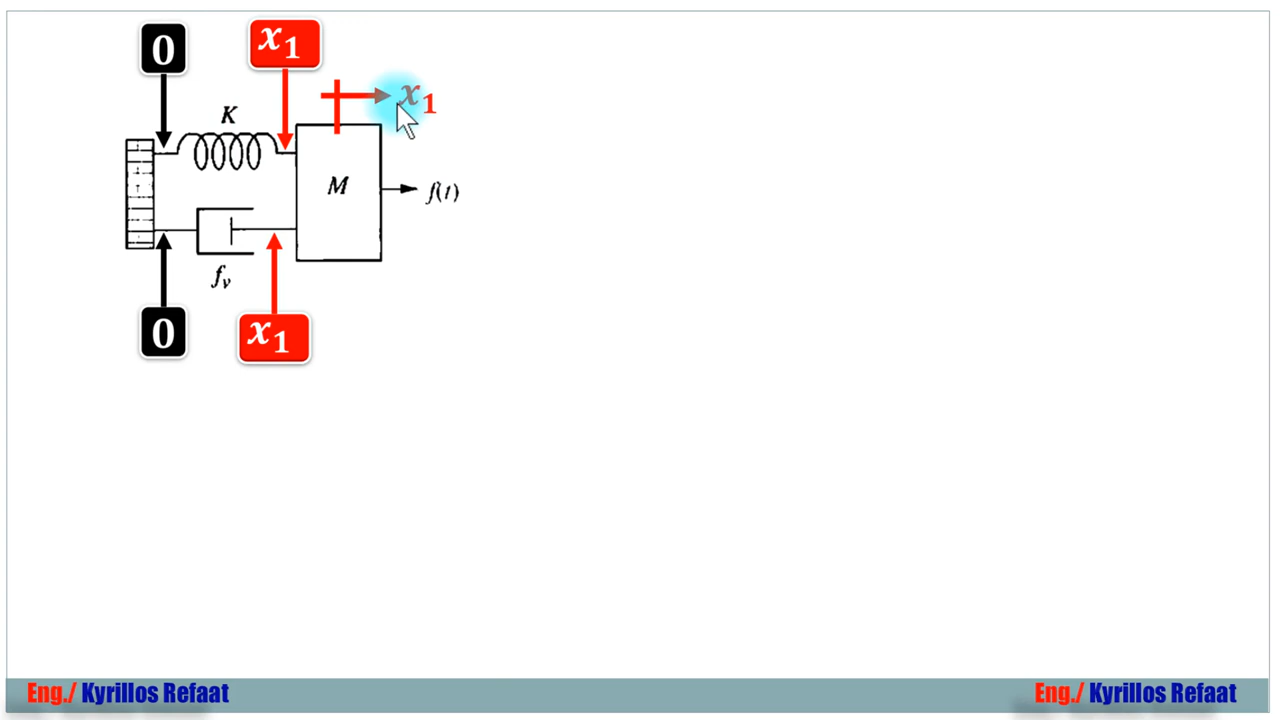 0
x₁
x₁
K
M
f(t)
fᵥ
0
x₁
Eng./ Kyrillos Refaat
Eng./ Kyrillos Refaat